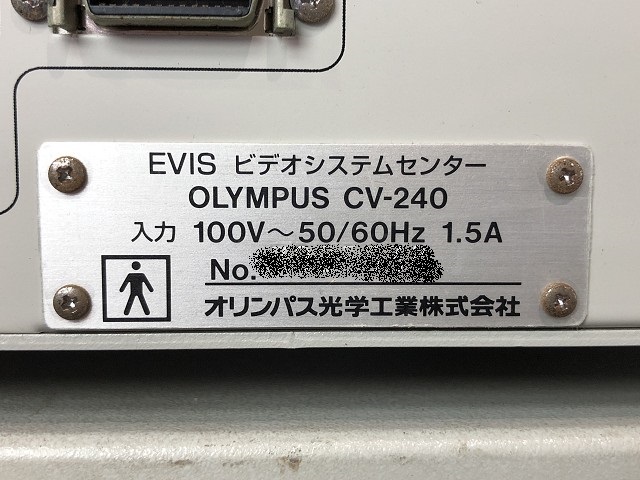 EVIS ビデオシステムセンター
OLYMPUS CV-240
入力 100V～50/60Hz 1.5A
No.
オリンパス光学工業株式会社